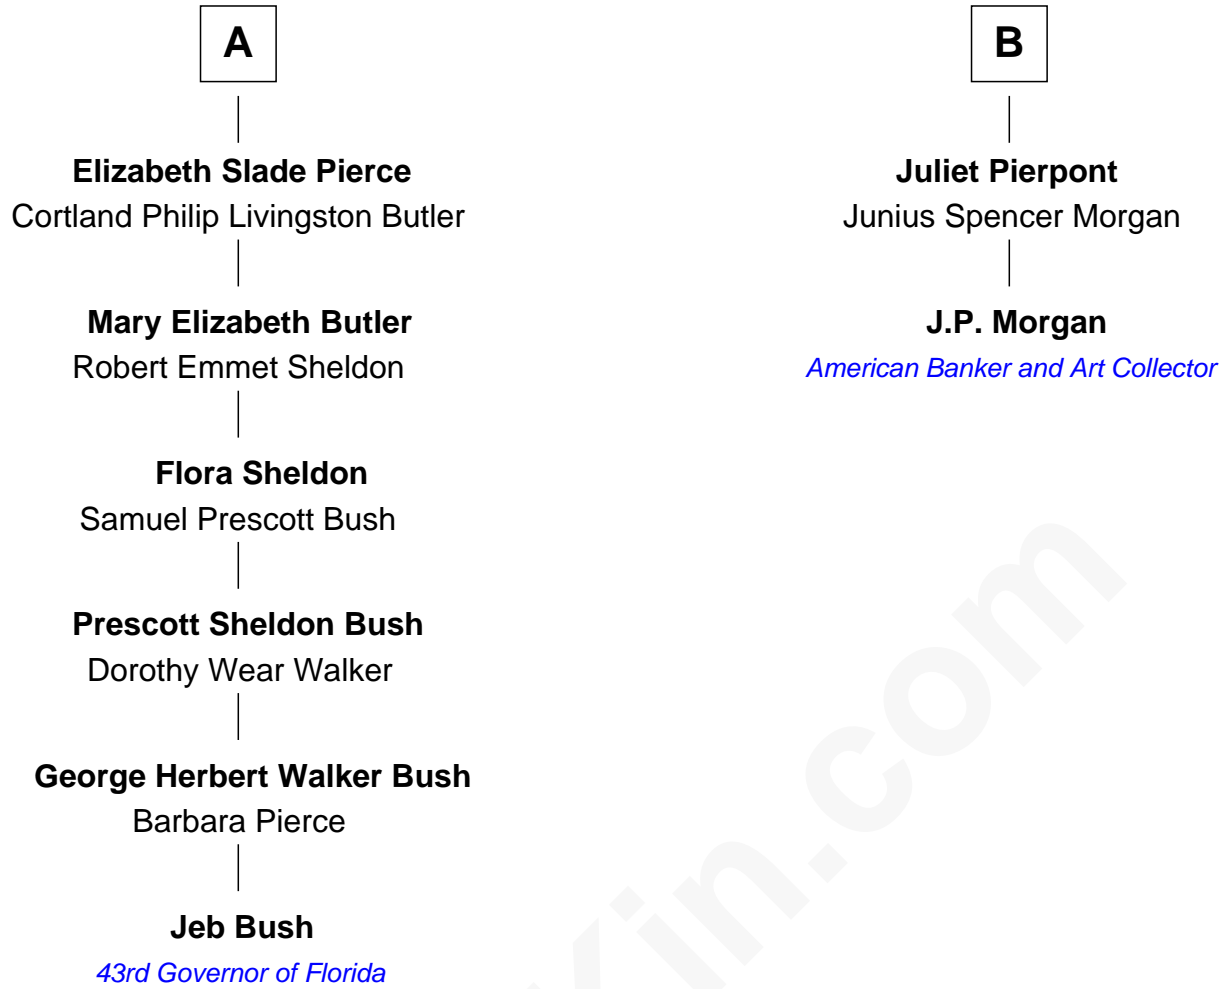 A
Elizabeth Slade Pierce
Cortland Philip Livingston Butler
Mary Elizabeth Butler
Robert Emmet Sheldon
Flora Sheldon
Samuel Prescott Bush
Prescott Sheldon Bush
Dorothy Wear Walker
George Herbert Walker Bush
Barbara Pierce
Jeb Bush
43rd Governor of Florida
B
Juliet Pierpont
Junius Spencer Morgan
J.P. Morgan
American Banker and Art Collector
Kin.com